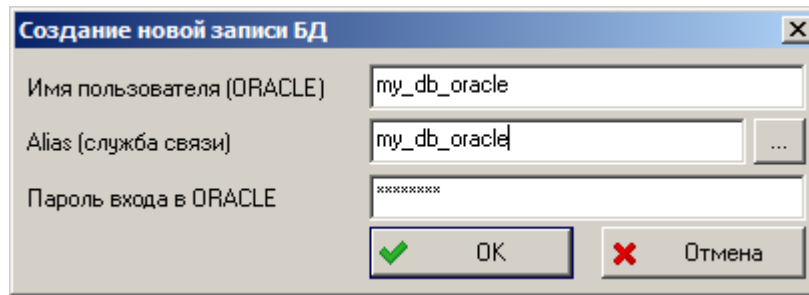 Создание новой записи БД
Имя пользователя (ORACLE) my_db_oracle
Alias (служба связи) my_db_oracle ...
Пароль входа в ORACLE ********
OK Отмена